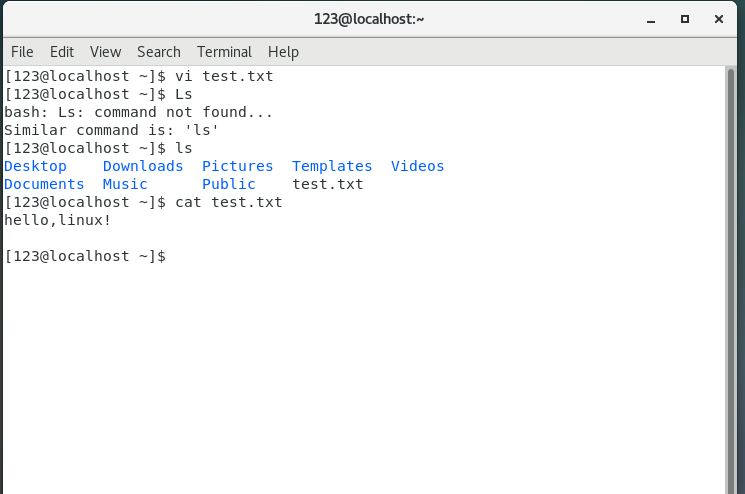 123@localhost:~
File Edit View Search Terminal Help
[123@localhost ~]$ vi test.txt
[123@localhost ~]$ Ls
bash: Ls: command not found...
Similar command is: 'ls'
[123@localhost ~]$ ls
Desktop    Downloads  Pictures  Templates  Videos
Documents  Music      Public    test.txt
[123@localhost ~]$ cat test.txt
hello,linux!
[123@localhost ~]$